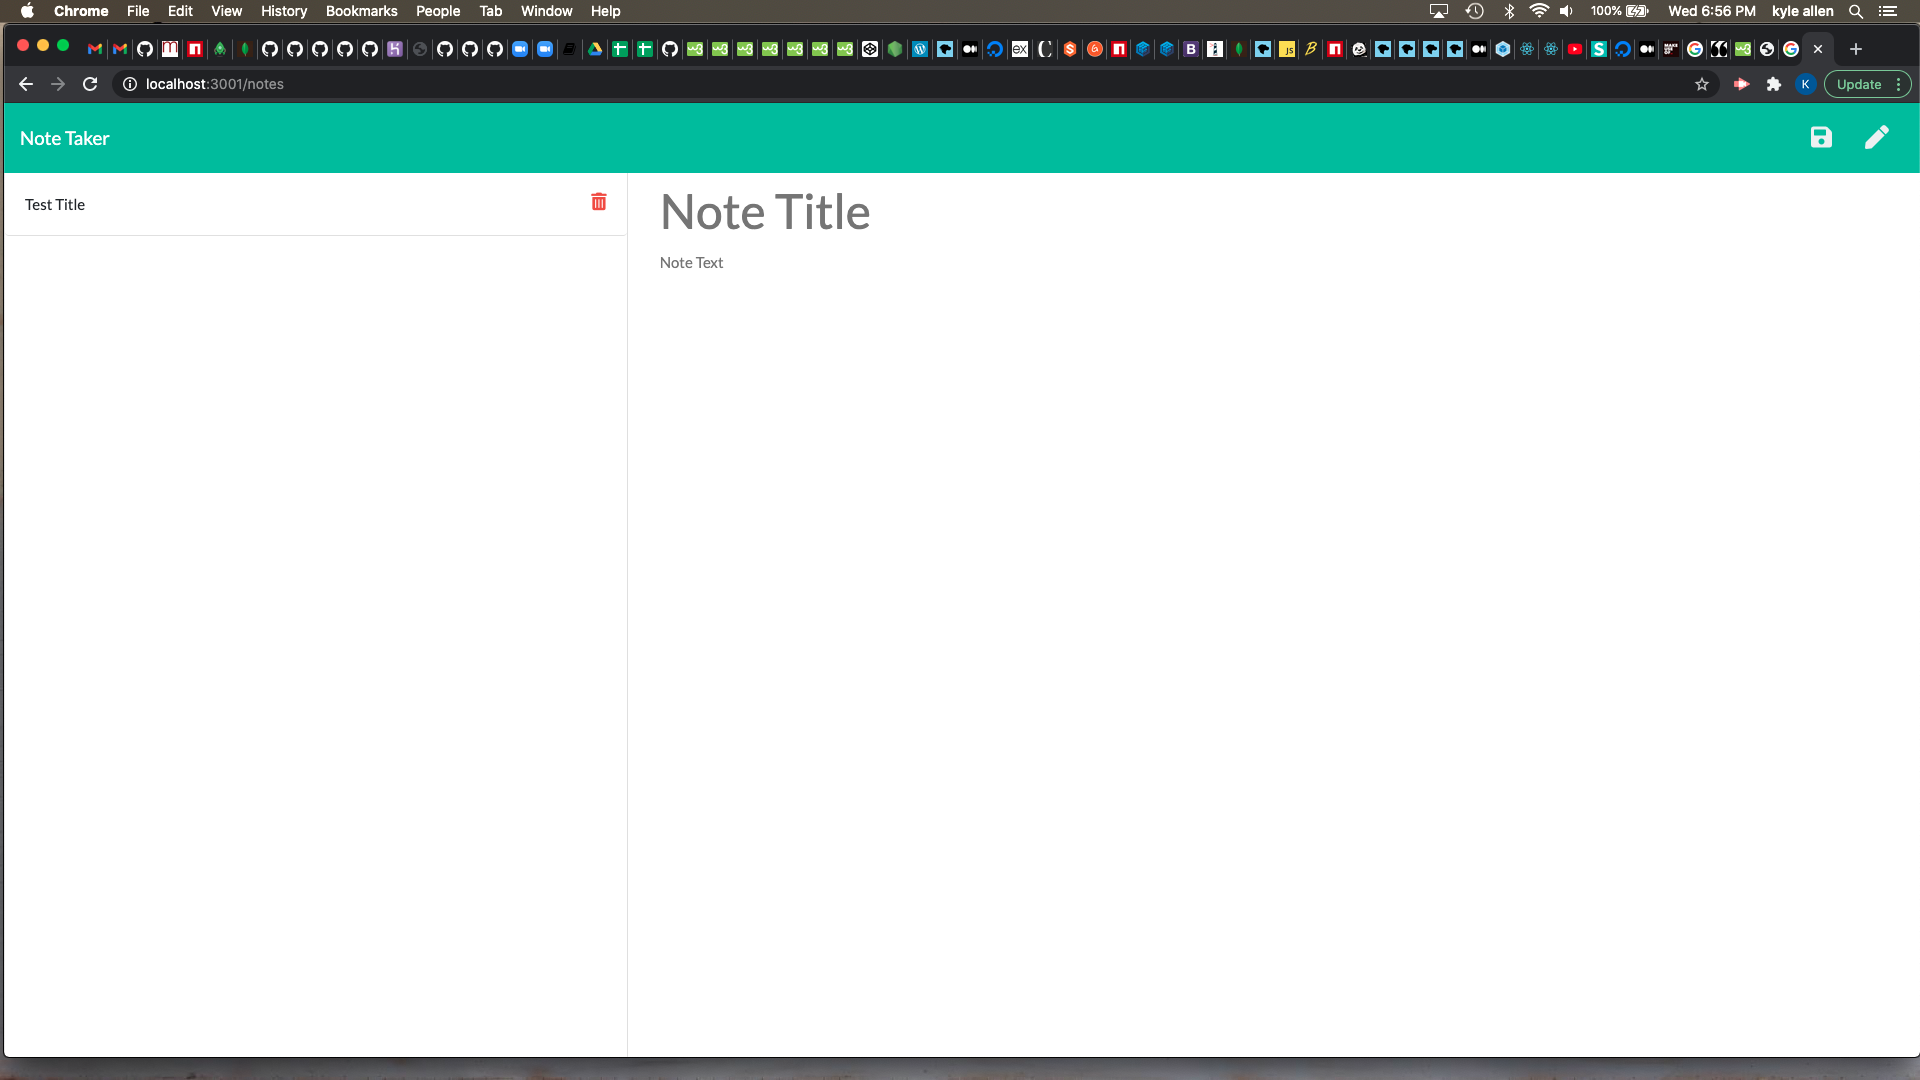 Chrome File Edit View History Bookmarks People Tab Window Help 100% Wed 6:56 PM kyle allen
localhost:3001/notes K Update
Note Taker
Test Title
Note Title
Note Text